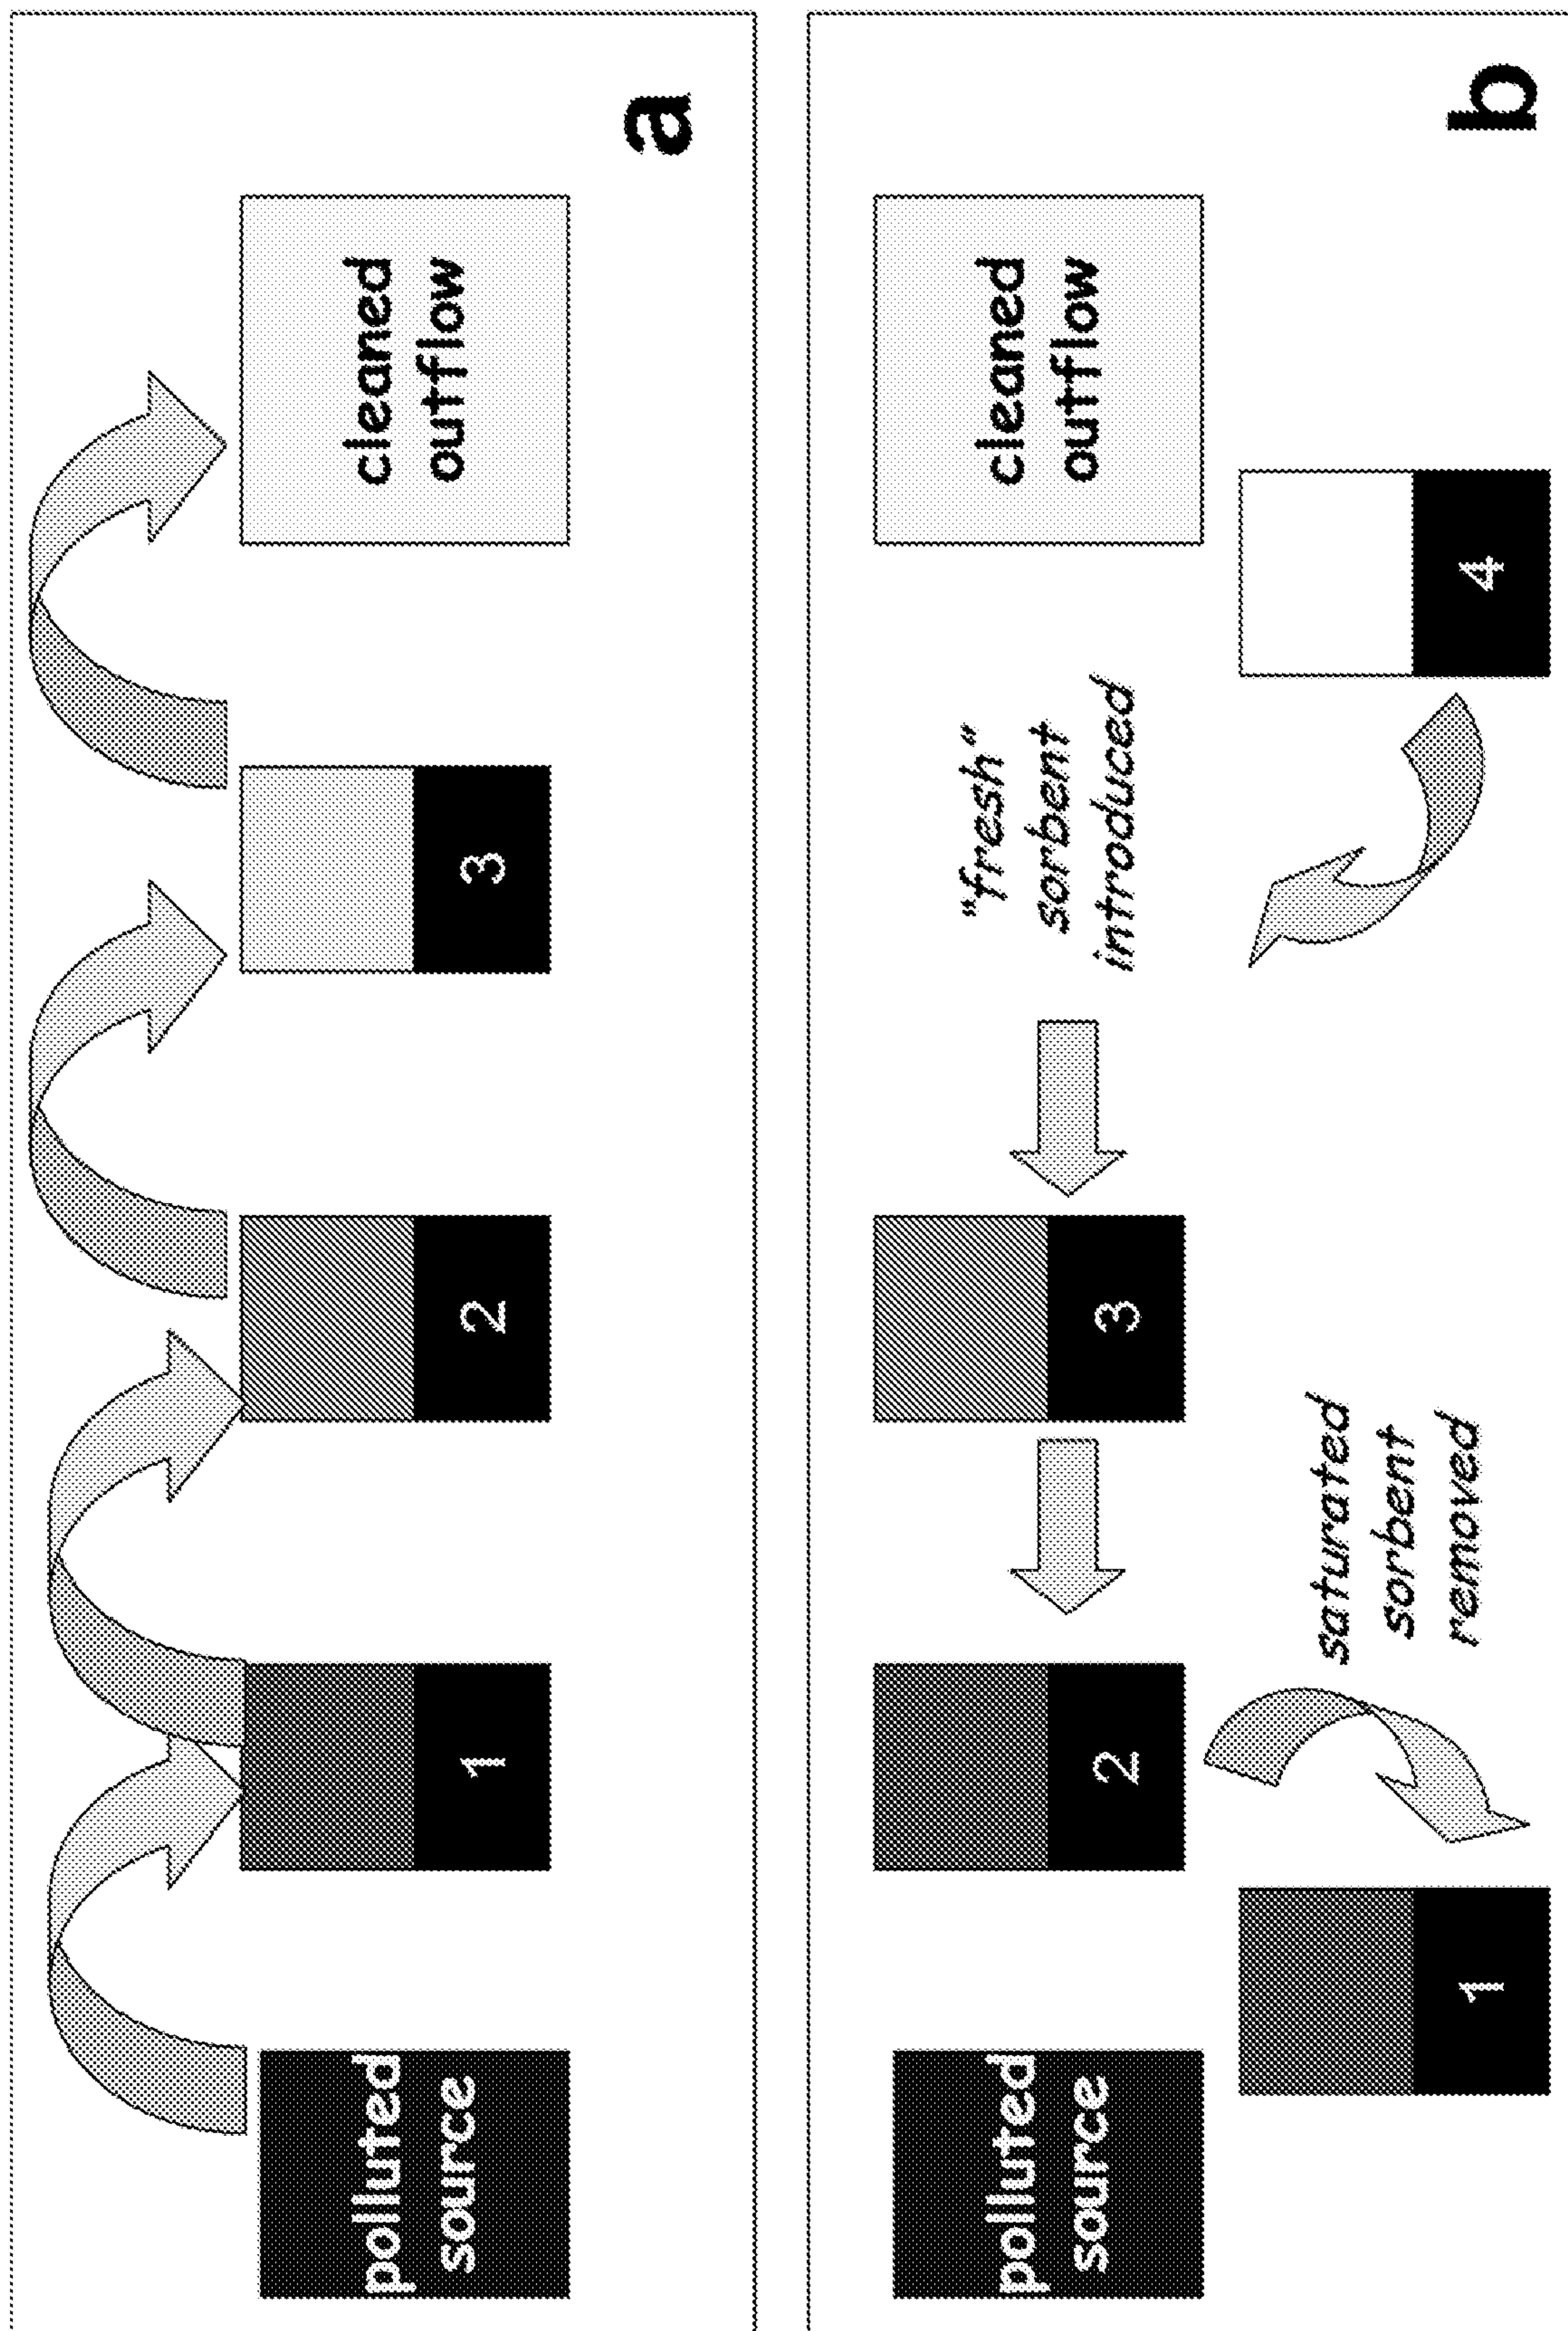 a
polluted
source
1
2
3
cleaned
outflow
b
polluted
source
2
3
"fresh"
sorbent
introduced
cleaned
outflow
1
saturated
sorbent
removed
4